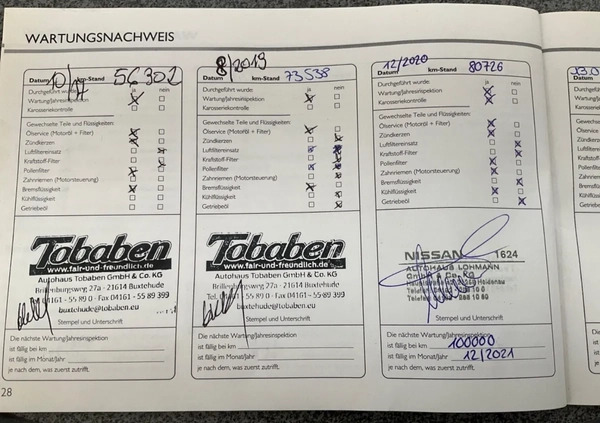 WARTUNGSNACHWEIS
Datum 10/17 km-Stand 56302
ja nein
Durchgeführt wurde:
Wartung/Jahresinspektion
Karosseriekontrolle
Gewechselte Teile und Flüssigkeiten:
Ölservice (Motoröl + Filter)
Zündkerzen
Luftfiltereinsatz
Kraftstoff-Filter
Pollenfilter
Zahnriemen (Motorsteuerung)
Bremsflüssigkeit
Kühlflüssigkeit
Getriebeöl
Tobaben
www.fair-und-freundlich.de
Autohaus Tobaben GmbH & Co. KG
Brillenburgsweg 27a - 21614 Buxtehude
04161 - 55 89 0 - Fax 04161 - 55 89 399
buxtehude@tobaben.eu
Stempel und Unterschrift
Die nächste Wartung/Jahresinspektion
ist fällig bei km
ist fällig im Monat/Jahr
je nach dem, was zuerst zutrifft.
28
Datum 8/2019 km-Stand 73538
ja nein
Durchgeführt wurde:
Wartung/Jahresinspektion
Karosseriekontrolle
Gewechselte Teile und Flüssigkeiten:
Ölservice (Motoröl + Filter)
Zündkerzen
Luftfiltereinsatz
Kraftstoff-Filter
Pollenfilter
Zahnriemen (Motorsteuerung)
Bremsflüssigkeit
Kühlflüssigkeit
Getriebeöl
Tobaben
www.fair-und-freundlich.de
Autohaus Tobaben GmbH & Co. KG
Brillenburgsweg 27a - 21614 Buxtehude
Tel. 04161 - 55 89 0 - Fax 04161 - 55 89 399
buxtehude@tobaben.eu
Stempel und Unterschrift
Die nächste Wartung/Jahresinspektion
ist fällig bei km
ist fällig im Monat/Jahr
je nach dem, was zuerst zutrifft.
12/2020 80726
Datum km-Stand
ja nein
Durchgeführt wurde:
Wartung/Jahresinspektion
Karosseriekontrolle
Gewechselte Teile und Flüssigkeiten:
Ölservice (Motoröl + Filter)
Zündkerzen
Luftfiltereinsatz
Kraftstoff-Filter
Pollenfilter
Zahnriemen (Motorsteuerung)
Bremsflüssigkeit
Kühlflüssigkeit
Getriebeöl
NISSAN 1624
AUTOHAUS LOHMANN
GmbH & Co. KG
Holdenau
Telefon
Telefax
Stempel und Unterschrift
Die nächste Wartung/Jahresinspektion
ist fällig bei km 100000
ist fällig im Monat/Jahr 12/2021
je nach dem, was zuerst zutrifft.